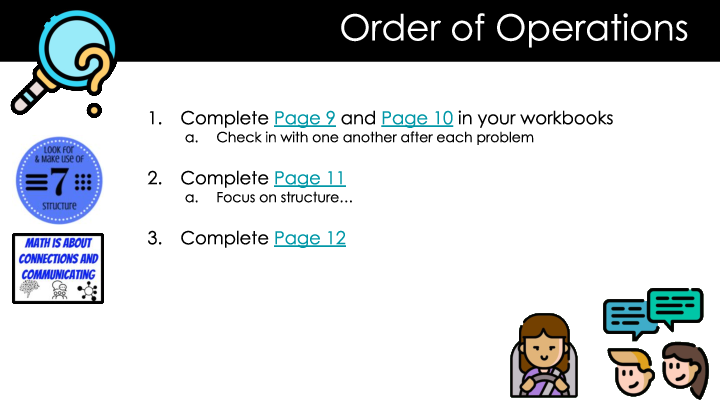 Order of Operations
1. Complete Page 9 and Page 10 in your workbooks
a. Check in with one another after each problem
LOOK FOR
& MAKE USE OF
7
STRUCTURE
2. Complete Page 11
a. Focus on structure...
MATH IS ABOUT
CONNECTIONS AND
COMMUNICATING
3. Complete Page 12